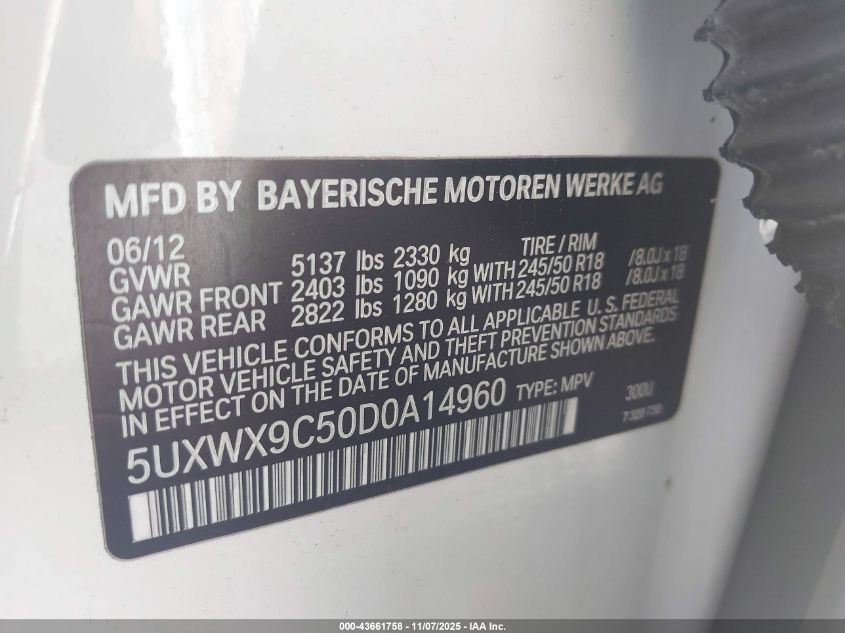 MFD BY BAYERISCHE MOTOREN WERKE AG
06/12 TIRE / RIM
GVWR 5137 lbs 2330 kg
GAWR FRONT 2403 lbs 1090 kg WITH 245/50 R18 /8.0J x 18
GAWR REAR 2822 lbs 1280 kg WITH 245/50 R18 /8.0J x 18
THIS VEHICLE CONFORMS TO ALL APPLICABLE U. S. FEDERAL
MOTOR VEHICLE SAFETY AND THEFT PREVENTION STANDARDS
IN EFFECT ON THE DATE OF MANUFACTURE SHOWN ABOVE.
5UXWX9C50D0A14960 TYPE: MPV 300U
7 320 730
000-43661758 - 11/07/2025 - IAA Inc.